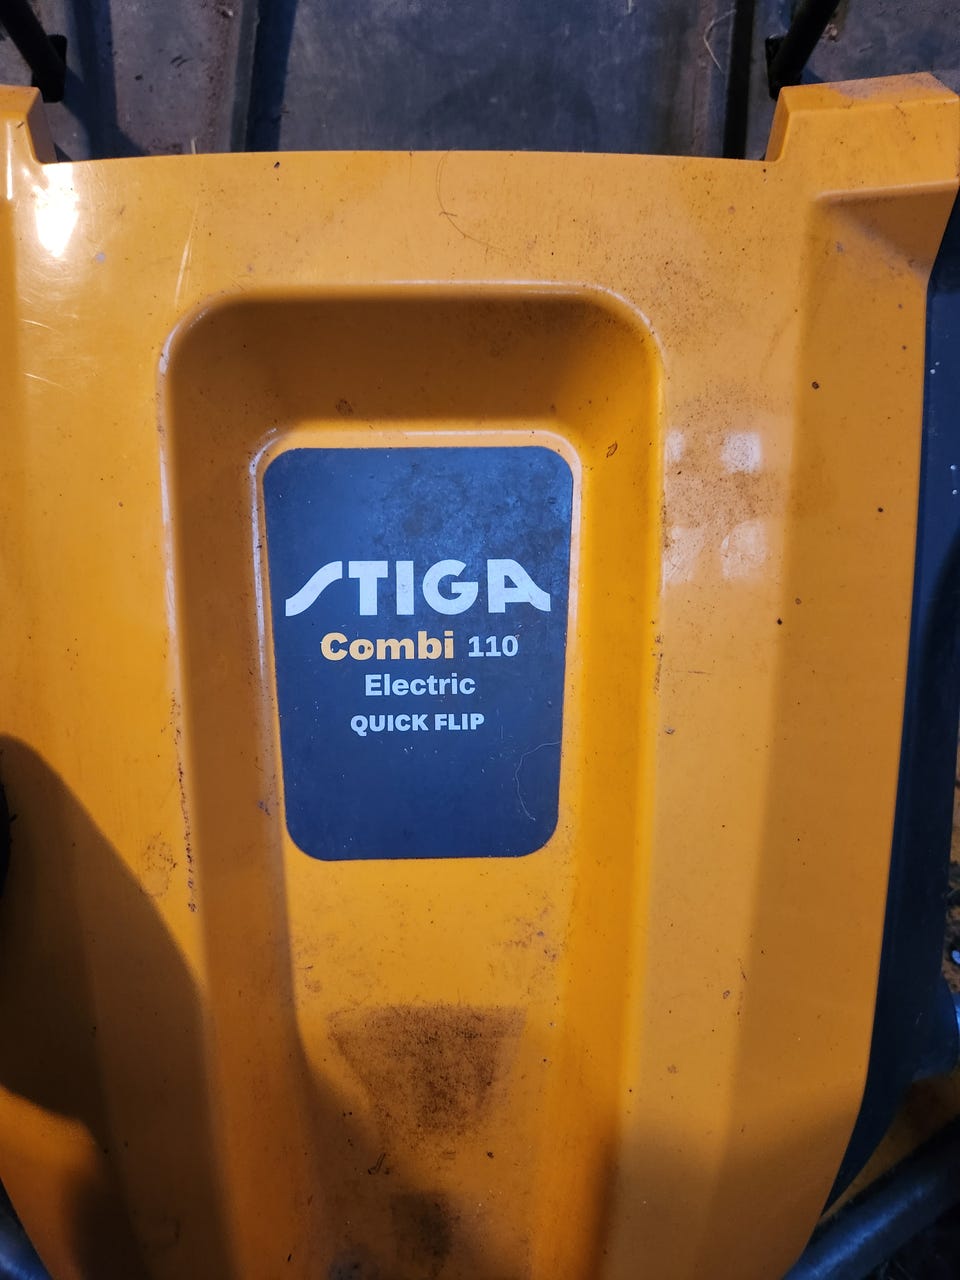 STIGA
Combi 110
Electric
QUICK FLIP